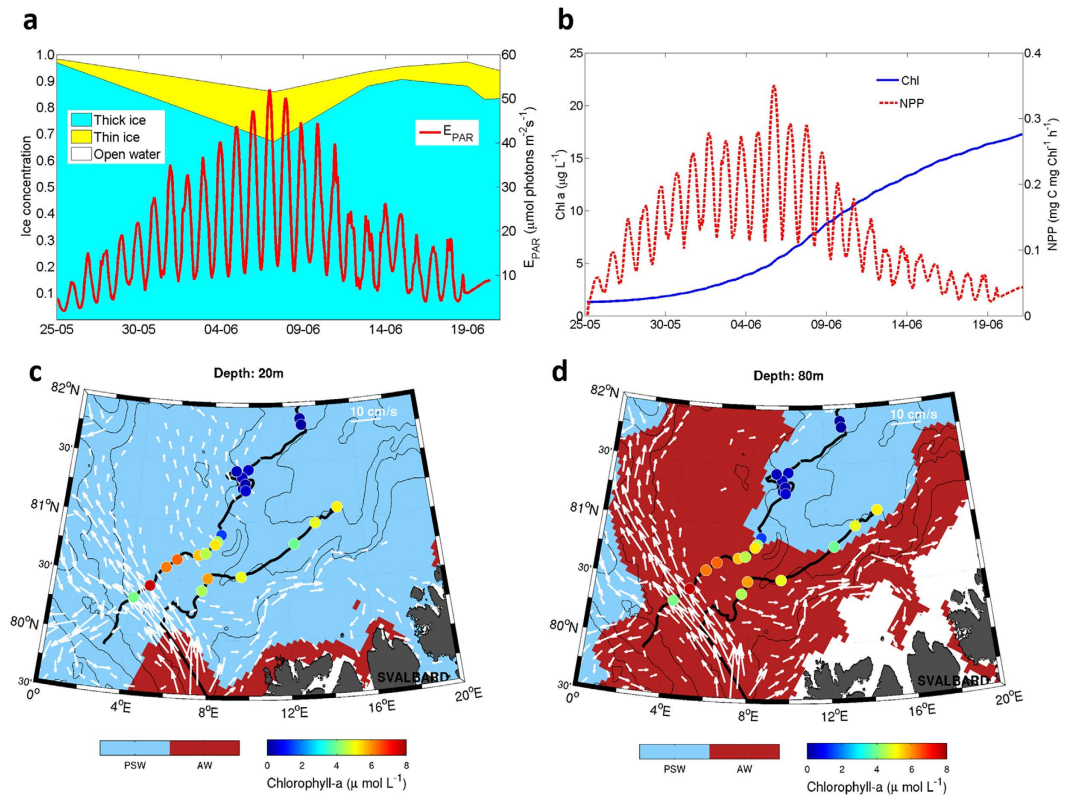 a
1.0
0.9
0.8
0.7
0.6
0.5
0.4
0.3
0.2
0.1
Ice concentration
Thick ice
Thin ice
Open water
E_PAR
60
50
40
30
20
10
E_PAR (μmol photons m⁻²s⁻¹)
25-05 30-05 04-06 09-06 14-06 19-06
b
25
20
15
10
5
0
Chl a (μg L⁻¹)
Chl
NPP
0.4
0.3
0.2
0.1
0
NPP (mg C mg Chl⁻¹ h⁻¹)
25-05 30-05 04-06 09-06 14-06 19-06
c
Depth: 20m
82°N
30'
81°N
30'
80°N
30'
10 cm/s
SVALBARD
0° 4°E 8°E 12°E 16°E 20°E
PSW AW
0 2 4 6 8
Chlorophyll-a (μ mol L⁻¹)
d
Depth: 80m
82°N
30'
81°N
30'
80°N
30'
10 cm/s
SVALBARD
0° 4°E 8°E 12°E 16°E 20°E
PSW AW
0 2 4 6 8
Chlorophyll-a (μ mol L⁻¹)